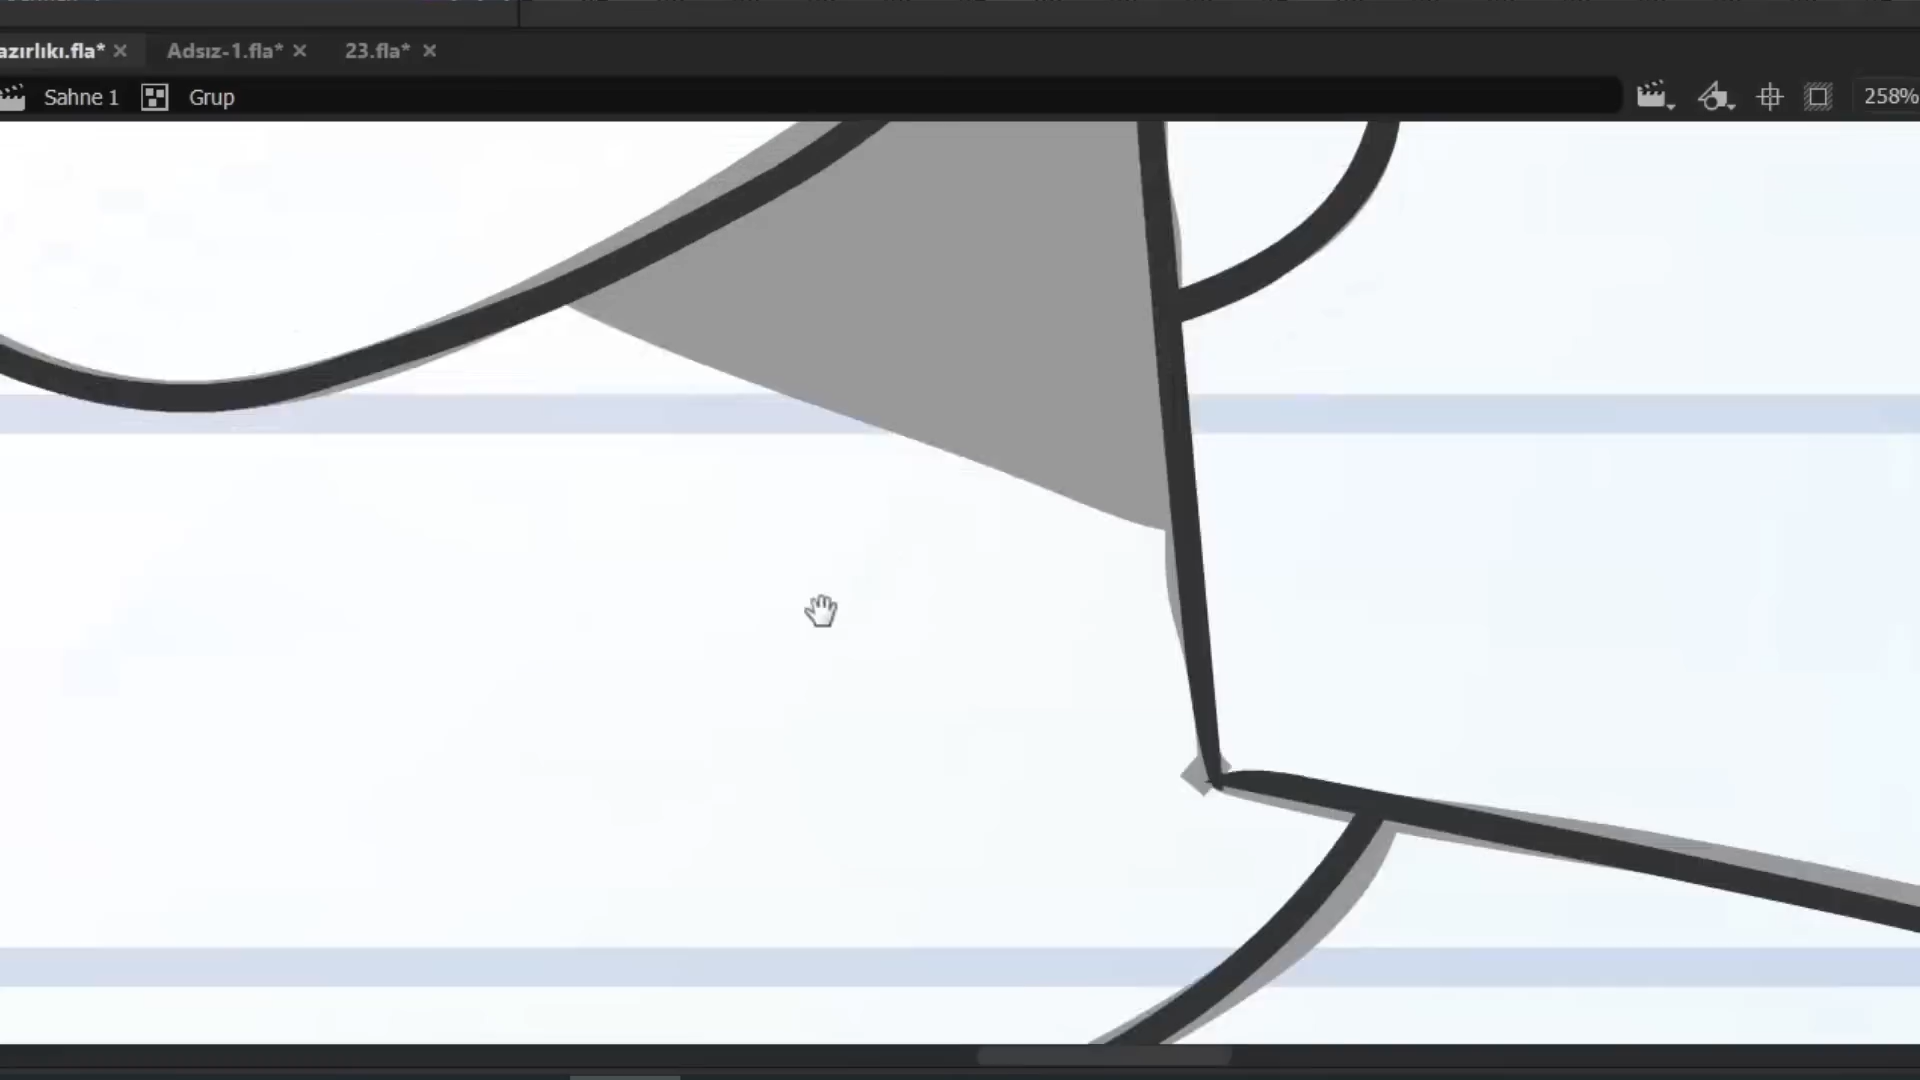 azırlıkı.fla* × Adsız-1.fla* × 23.fla* ×
Sahne 1 Grup 258%